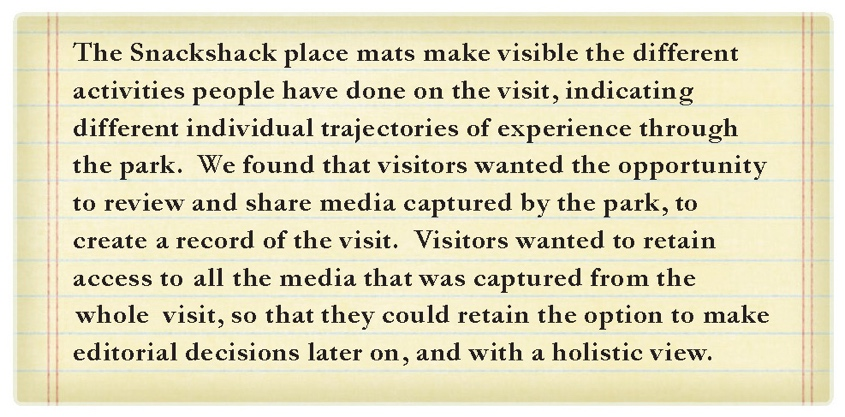 The Snackshack place mats make visible the different
activities people have done on the visit, indicating
different individual trajectories of experience through
the park.  We found that visitors wanted the opportunity
to review and share media captured by the park, to
create a record of the visit.  Visitors wanted to retain
access to all the media that was captured from the
whole  visit, so that they could retain the option to make
editorial decisions later on, and with a holistic view.